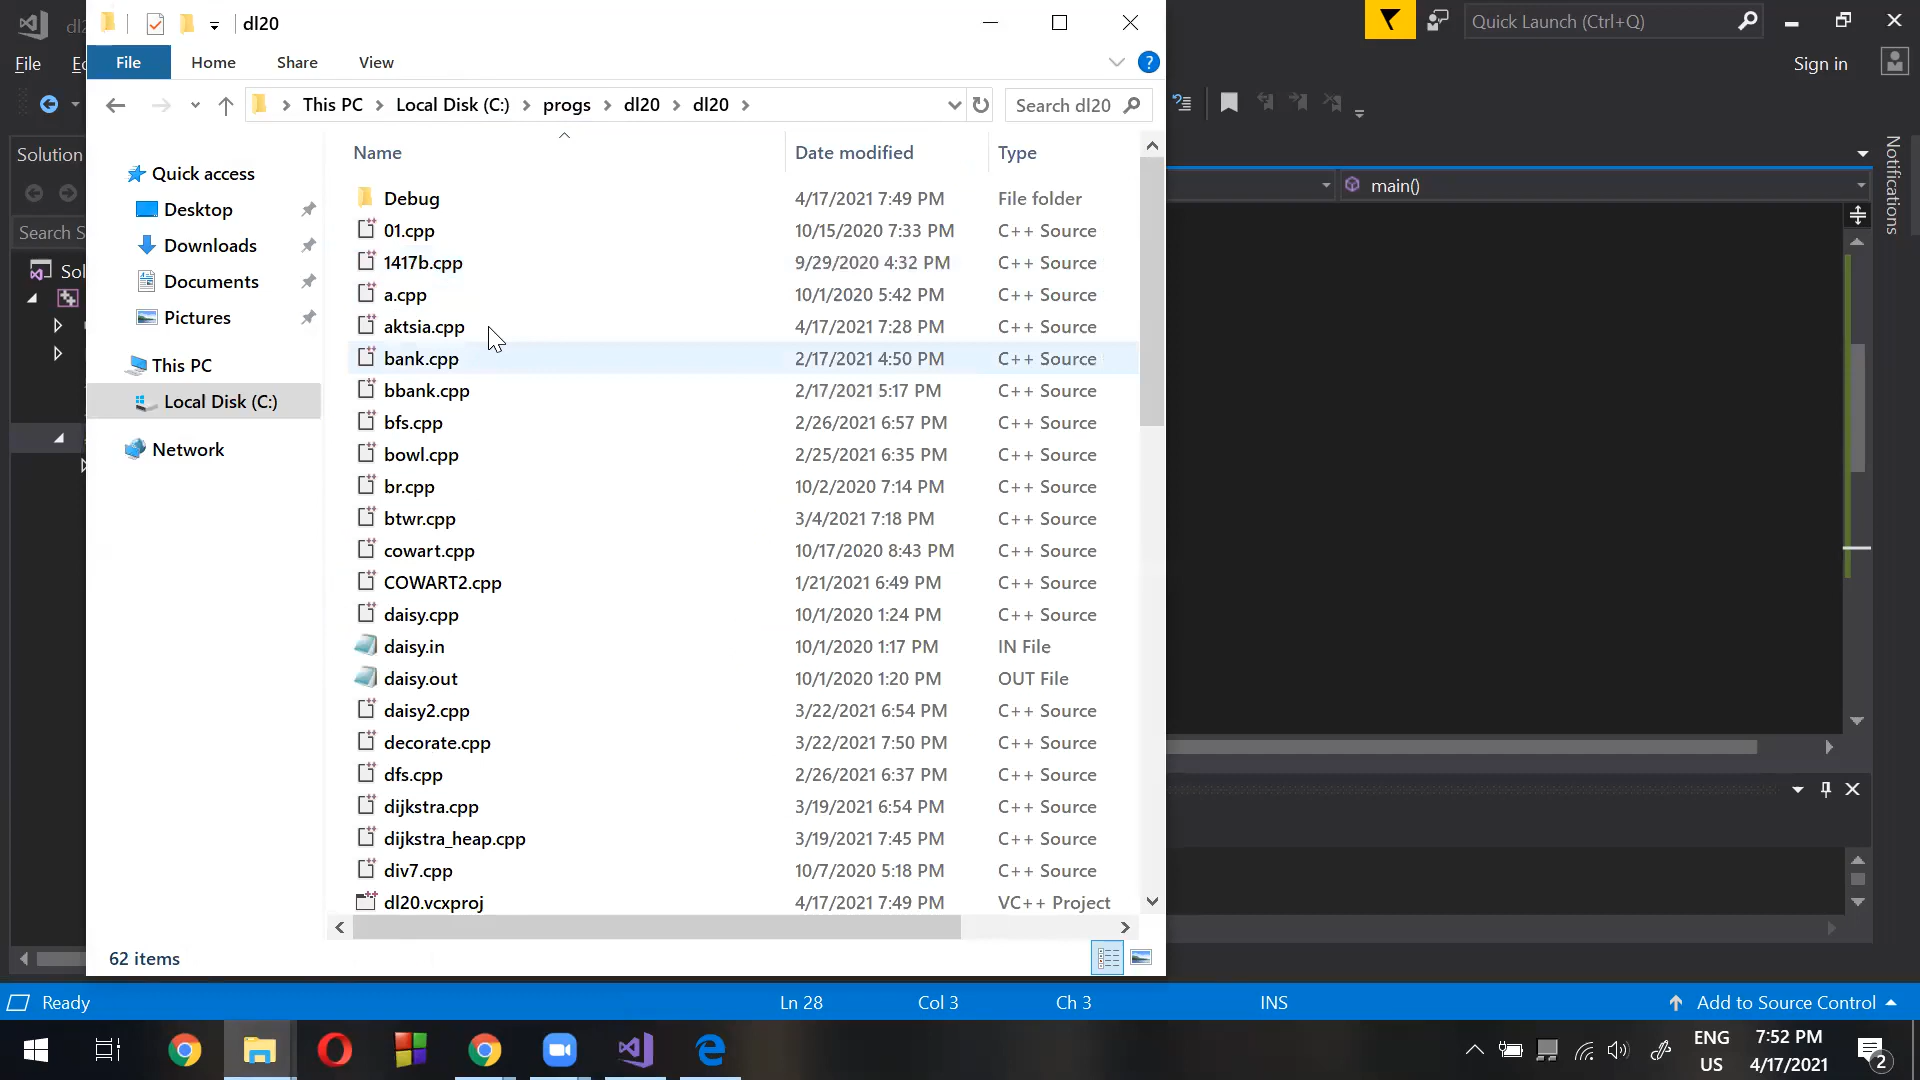 dl20
Quick Launch (Ctrl+Q)
File
Home
Share
View
?
File
Sign in
This PC
Local Disk (C:)
progs
dl20
dl20
Search dl20
Solution
Name
Date modified
Type
Notifications
Quick access
main()
Debug
4/17/2021 7:49 PM
File folder
Desktop
01.cpp
10/15/2020 7:33 PM
C++ Source
Search S
Downloads
1417b.cpp
9/29/2020 4:32 PM
C++ Source
Sol
Documents
a.cpp
10/1/2020 5:42 PM
C++ Source
Pictures
aktsia.cpp
4/17/2021 7:28 PM
C++ Source
This PC
bank.cpp
2/17/2021 4:50 PM
C++ Source
bbank.cpp
2/17/2021 5:17 PM
C++ Source
Local Disk (C:)
bfs.cpp
2/26/2021 6:57 PM
C++ Source
Network
bowl.cpp
2/25/2021 6:35 PM
C++ Source
br.cpp
10/2/2020 7:14 PM
C++ Source
btwr.cpp
3/4/2021 7:18 PM
C++ Source
cowart.cpp
10/17/2020 8:43 PM
C++ Source
COWART2.cpp
1/21/2021 6:49 PM
C++ Source
daisy.cpp
10/1/2020 1:24 PM
C++ Source
daisy.in
10/1/2020 1:17 PM
IN File
daisy.out
10/1/2020 1:20 PM
OUT File
daisy2.cpp
3/22/2021 6:54 PM
C++ Source
decorate.cpp
3/22/2021 7:50 PM
C++ Source
dfs.cpp
2/26/2021 6:37 PM
C++ Source
dijkstra.cpp
3/19/2021 6:54 PM
C++ Source
dijkstra_heap.cpp
3/19/2021 7:45 PM
C++ Source
div7.cpp
10/7/2020 5:18 PM
C++ Source
dl20.vcxproj
4/17/2021 7:49 PM
VC++ Project
62 items
Ready
Ln 28
Col 3
Ch 3
INS
Add to Source Control
ENG
US
7:52 PM
4/17/2021
2